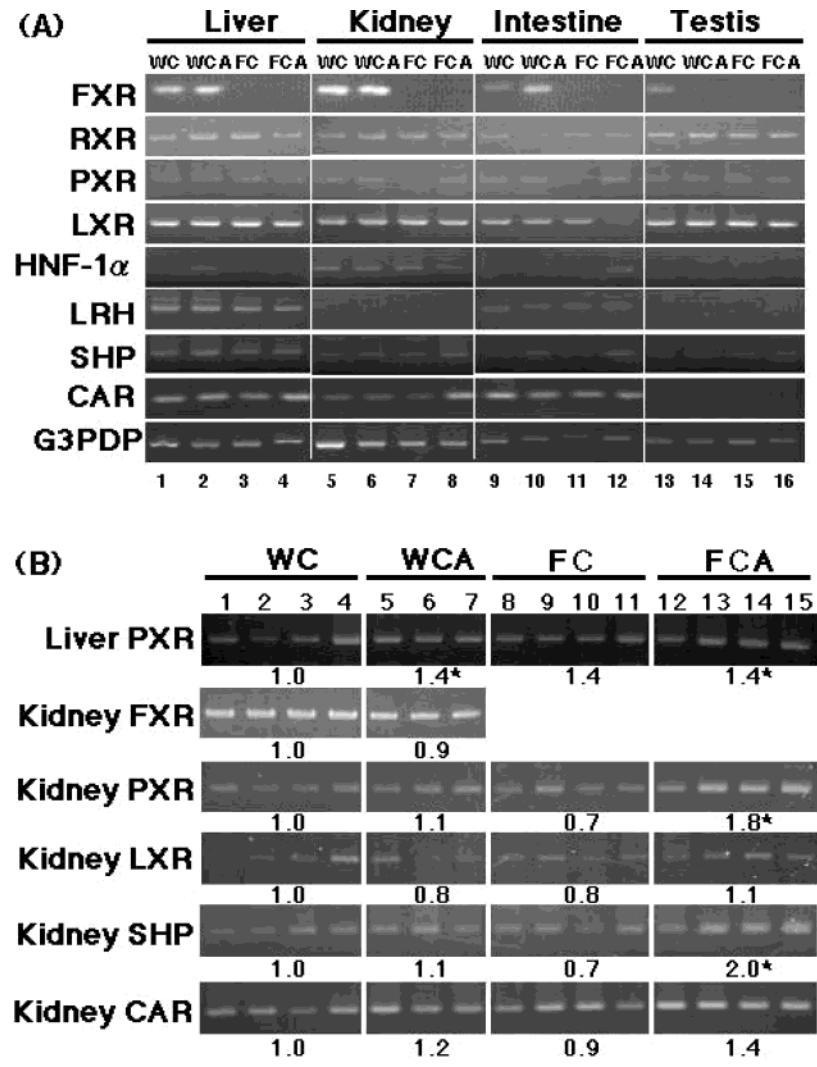 (A) Liver Kidney Intestine Testis
WC WCA FC FCA WC WCA FC FCA WC WCA FC FCA WC WCA FC FCA
FXR
RXR
PXR
LXR
HNF-1α
LRH
SHP
CAR
G3PDP
1 2 3 4 5 6 7 8 9 10 11 12 13 14 15 16
(B) WC WCA FC FCA
1 2 3 4 5 6 7 8 9 10 11 12 13 14 15
Liver PXR
1.0 1.4* 1.4 1.4*
Kidney FXR
1.0 0.9
Kidney PXR
1.0 1.1 0.7 1.8*
Kidney LXR
1.0 0.8 0.8 1.1
Kidney SHP
1.0 1.1 0.7 2.0*
Kidney CAR
1.0 1.2 0.9 1.4